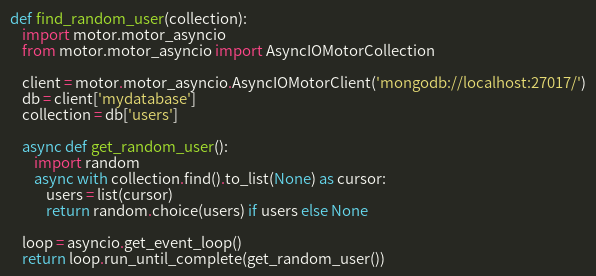 def find_random_user(collection):
    import motor.motor_asyncio
    from motor.motor_asyncio import AsyncIOMotorCollection

    client = motor.motor_asyncio.AsyncIOMotorClient('mongodb://localhost:27017/')
    db = client['mydatabase']
    collection = db['users']

    async def get_random_user():
        import random
        async with collection.find().to_list(None) as cursor:
            users = list(cursor)
            return random.choice(users) if users else None

    loop = asyncio.get_event_loop()
    return loop.run_until_complete(get_random_user())